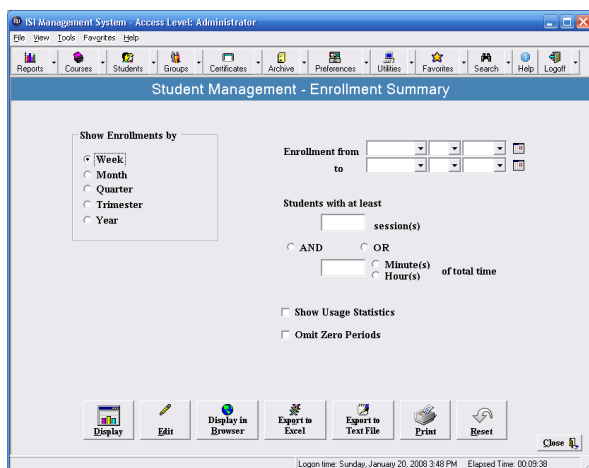 ISI Management System - Access Level: Administrator
File View Tools Favorites Help
Reports Courses Students Groups Certificates Archive Preferences Utilities Favorites Search Help Logoff
Student Management - Enrollment Summary
Show Enrollments by
Week
Month
Quarter
Trimester
Year
Enrollment from
to
Students with at least
session(s)
AND OR
Minute(s)
Hour(s)
of total time
Show Usage Statistics
Omit Zero Periods
Display
Edit
Display in
Browser
Export to
Excel
Export to
Text File
Print
Reset
Close
Logon time: Sunday, January 20, 2008 3:48 PM Elapsed Time: 00:09:38